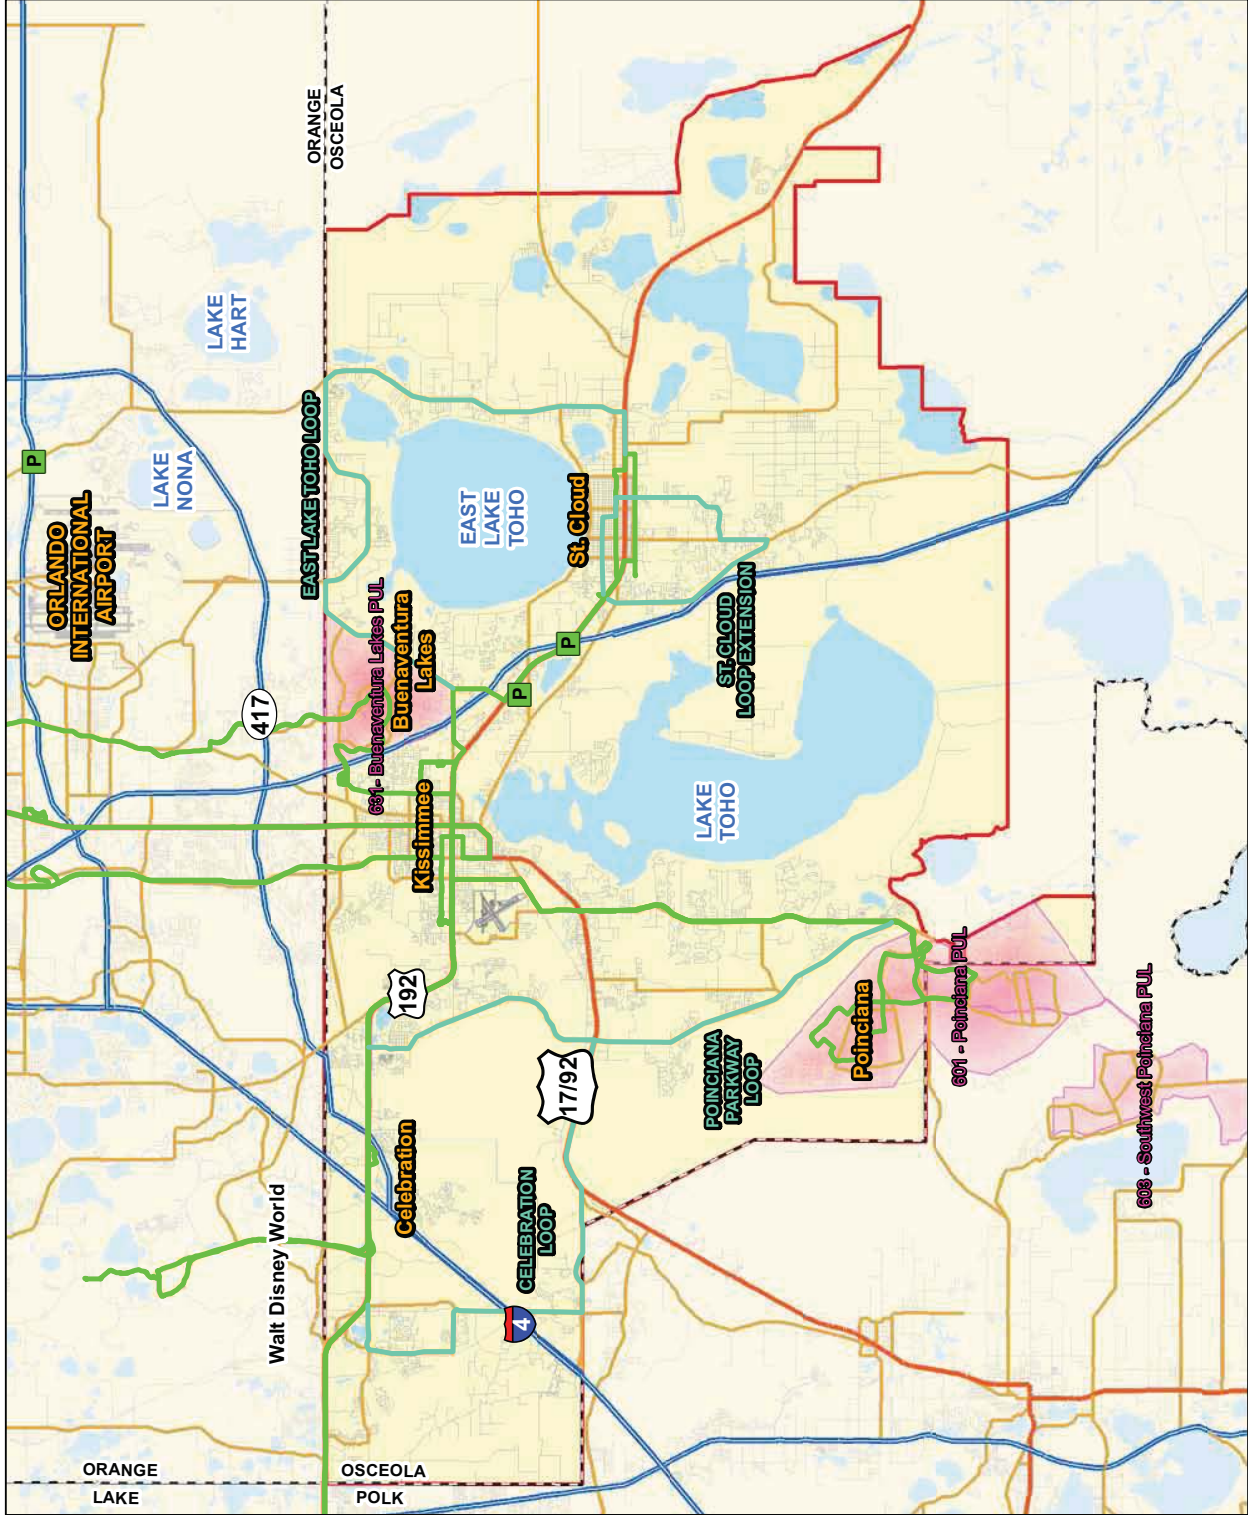 ORANGE
LAKE
OSCEOLA
POLK
ORANGE
OSCEOLA
Walt Disney World
Celebration
CELEBRATION
LOOP
4
192
17/92
417
POINCIANA
PARKWAY
LOOP
Poinciana
601 - Poinciana PUL
603 - Southwest Poinciana PUL
Kissimmee
631- Buenaventura Lakes PUL
Buenaventura
Lakes
ORLANDO
INTERNATIONAL
AIRPORT
P
P
P
LAKE
NONA
LAKE
HART
EAST LAKE TOHO LOOP
EAST
LAKE
TOHO
St. Cloud
ST. CLOUD
LOOP EXTENSION
LAKE
TOHO